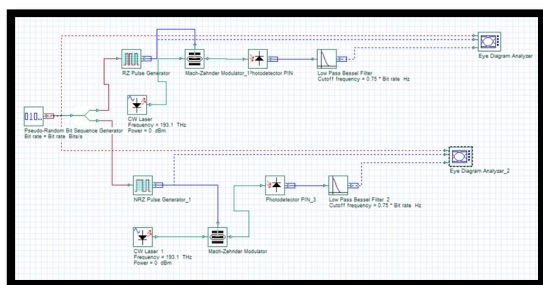 RZ Pulse Generator
Mach-Zehnder Modulator_1
Photodetector PIN
Low Pass Bessel Filter
Cutoff frequency = 0.75 * Bit rate Hz
Eye Diagram Analyzer
010...
Pseudo-Random Bit Sequence Generator
Bit rate = Bit rate Bits/s
CW Laser
Frequency = 193.1 THz
Power = 0 dBm
Eye Diagram Analyzer_2
NRZ Pulse Generator_1
Photodetector PIN_3
Low Pass Bessel Filter 2
Cutoff frequency = 0.75 * Bit rate Hz
CW Laser 1
Frequency = 193.1 THz
Power = 0 dBm
Mach-Zehnder Modulator